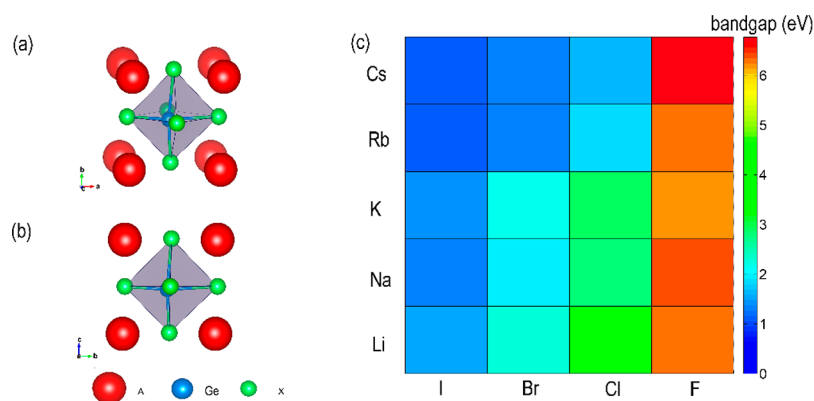 (a)
b
c a
(b)
c
a b
A Ge X
(c)
bandgap (eV)
Cs
Rb
K
Na
Li
I Br Cl F
6
5
4
3
2
1
0